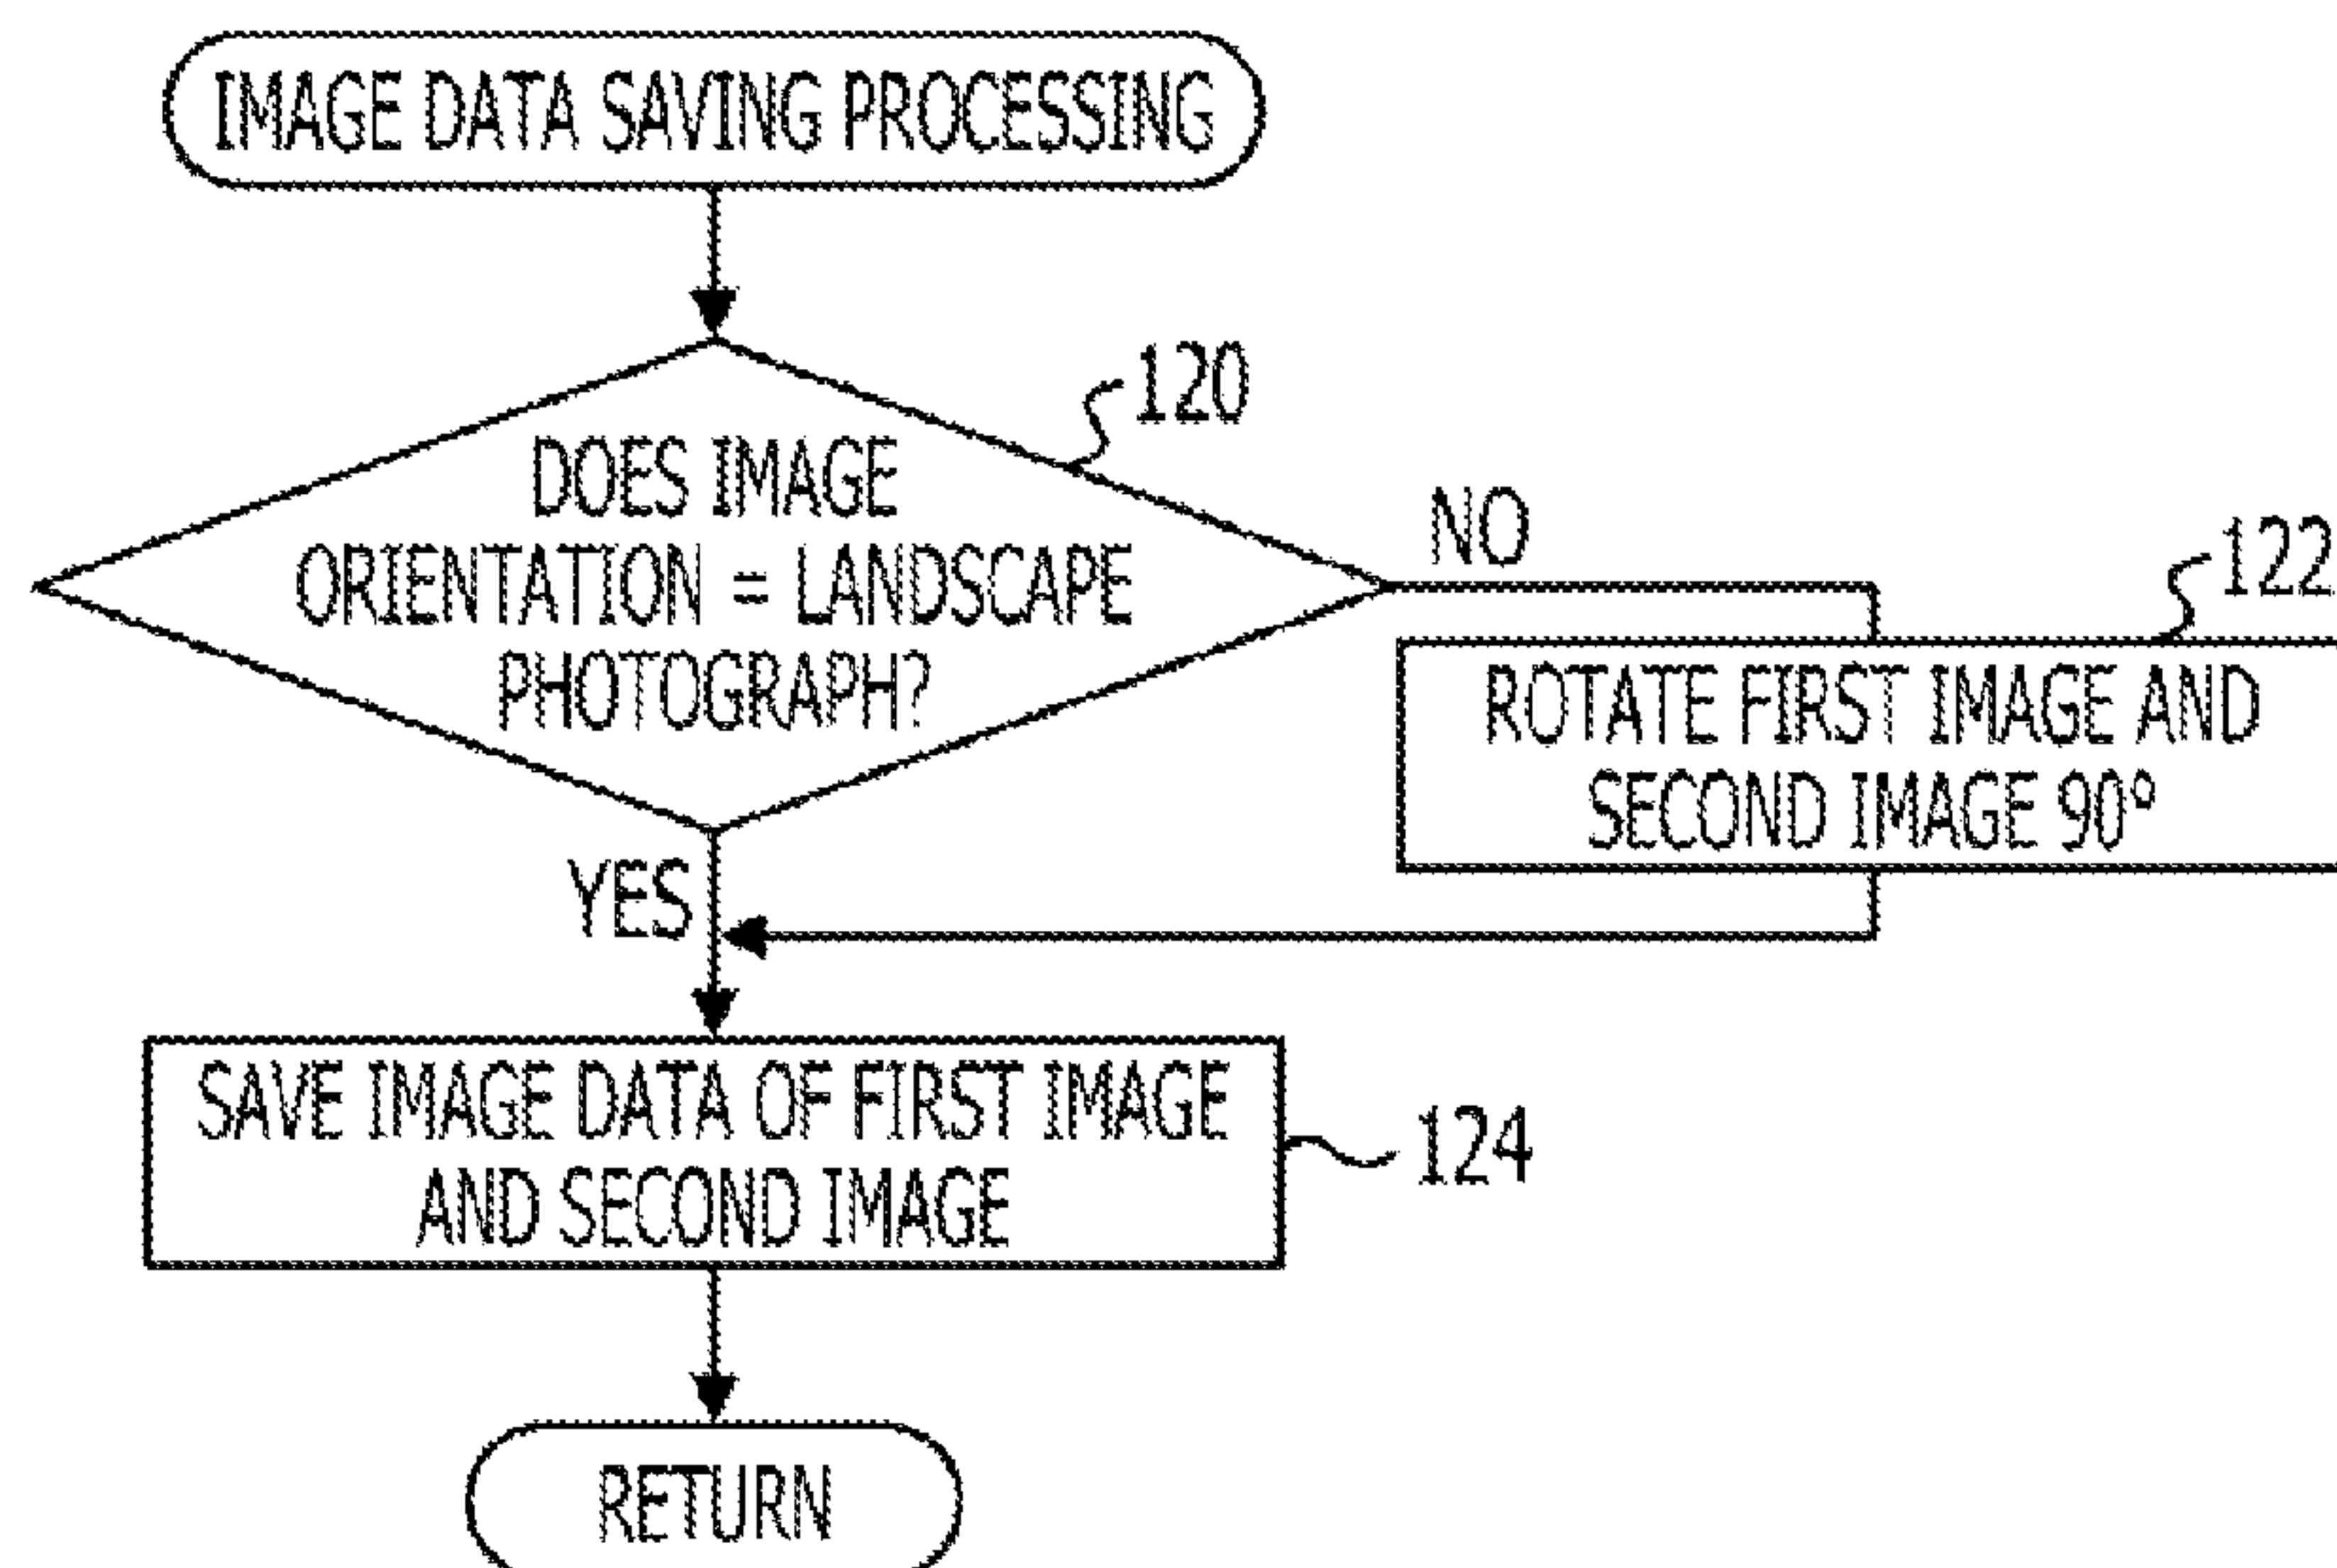 IMAGE DATA SAVING PROCESSING
120
DOES IMAGE
ORIENTATION = LANDSCAPE
PHOTOGRAPH?
NO
122
ROTATE FIRST IMAGE AND
SECOND IMAGE 90°
YES
SAVE IMAGE DATA OF FIRST IMAGE
AND SECOND IMAGE
124
RETURN